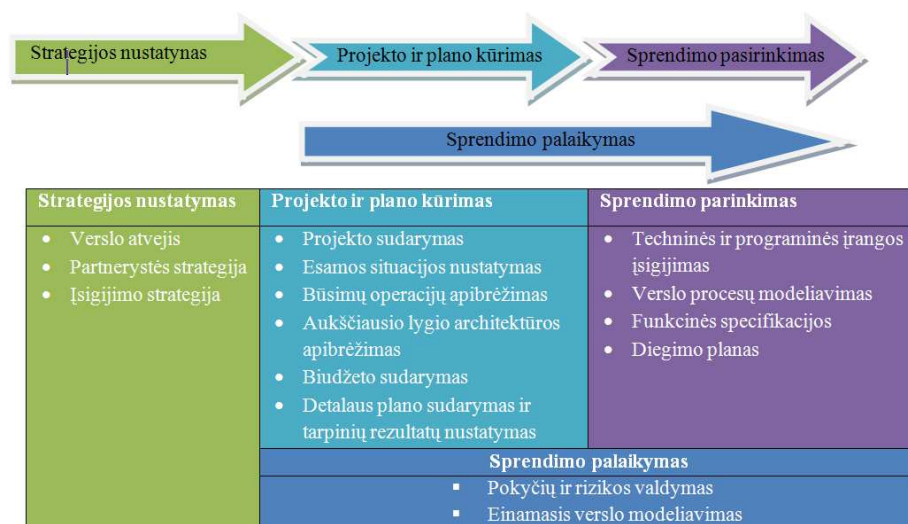 Strategijos nustatynas
Projekto ir plano kūrimas
Sprendimo pasirinkimas
Sprendimo palaikymas
Strategijos nustatymas
Verslo atvejis
Partnerystės strategija
Įsigijimo strategija
Projekto ir plano kūrimas
Projekto sudarymas
Esamos situacijos nustatymas
Būsimų operacijų apibrėžimas
Aukščiausio lygio architektūros
apibrėžimas
Biudžeto sudarymas
Detalaus plano sudarymas ir
tarpinių rezultatų nustatymas
Sprendimo parinkimas
Techninės ir programinės įrangos
įsigijimas
Verslo procesų modeliavimas
Funkcinės specifikacijos
Diegimo planas
Sprendimo palaikymas
Pokyčių ir rizikos valdymas
Einamasis verslo modeliavimas